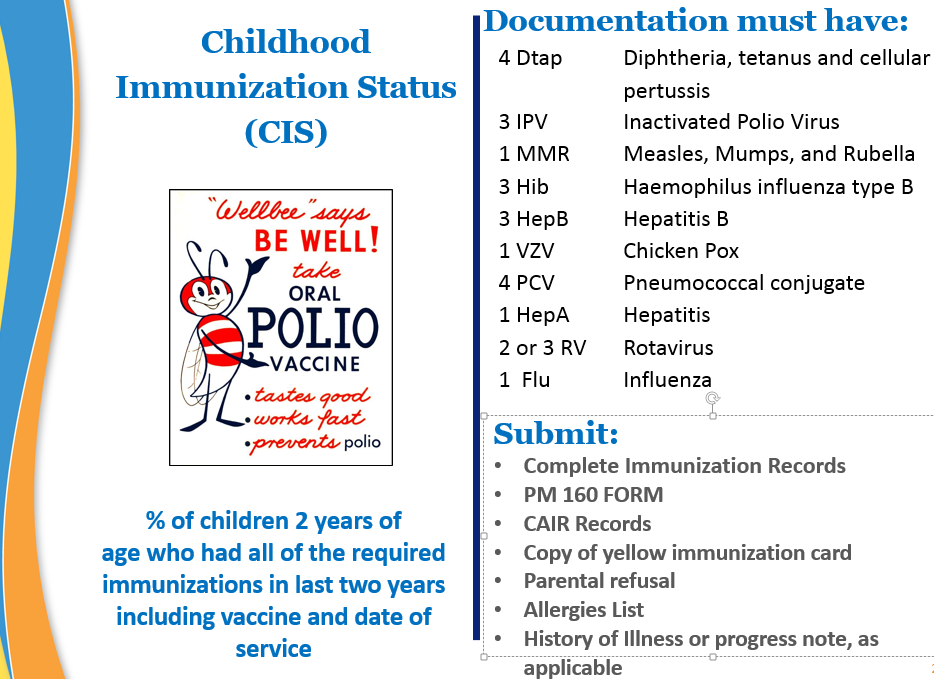 Childhood
Immunization Status
(CIS)
"Wellbee" says
BE WELL!
take
ORAL
POLIO
VACCINE
• tastes good
• works fast
• prevents polio
% of children 2 years of
age who had all of the required
immunizations in last two years
including vaccine and date of
service
Documentation must have:
4 Dtap Diphtheria, tetanus and cellular
pertussis
3 IPV Inactivated Polio Virus
1 MMR Measles, Mumps, and Rubella
3 Hib Haemophilus influenza type B
3 HepB Hepatitis B
1 VZV Chicken Pox
4 PCV Pneumococcal conjugate
1 HepA Hepatitis
2 or 3 RV Rotavirus
1 Flu Influenza
Submit:
• Complete Immunization Records
• PM 160 FORM
• CAIR Records
• Copy of yellow immunization card
• Parental refusal
• Allergies List
• History of Illness or progress note, as
applicable